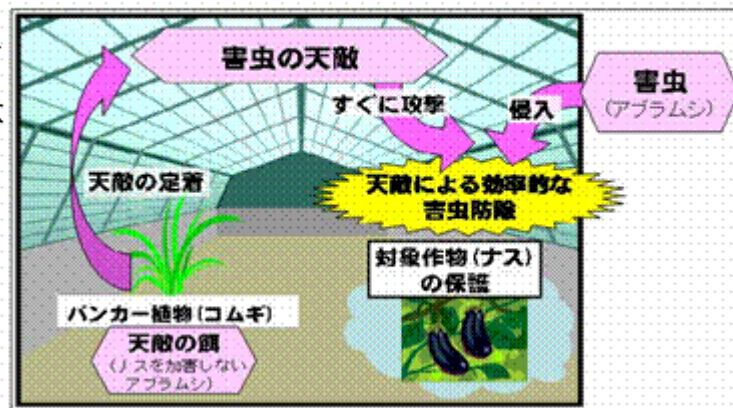 害虫の天敵
すぐに攻撃
侵入
害虫
(アブラムシ)
天敵の定着
天敵による効率的な
害虫防除
対象作物(ナス)
の保護
バンカー植物(コムギ)
天敵の餌
(ナスを加害しない
アブラムシ)